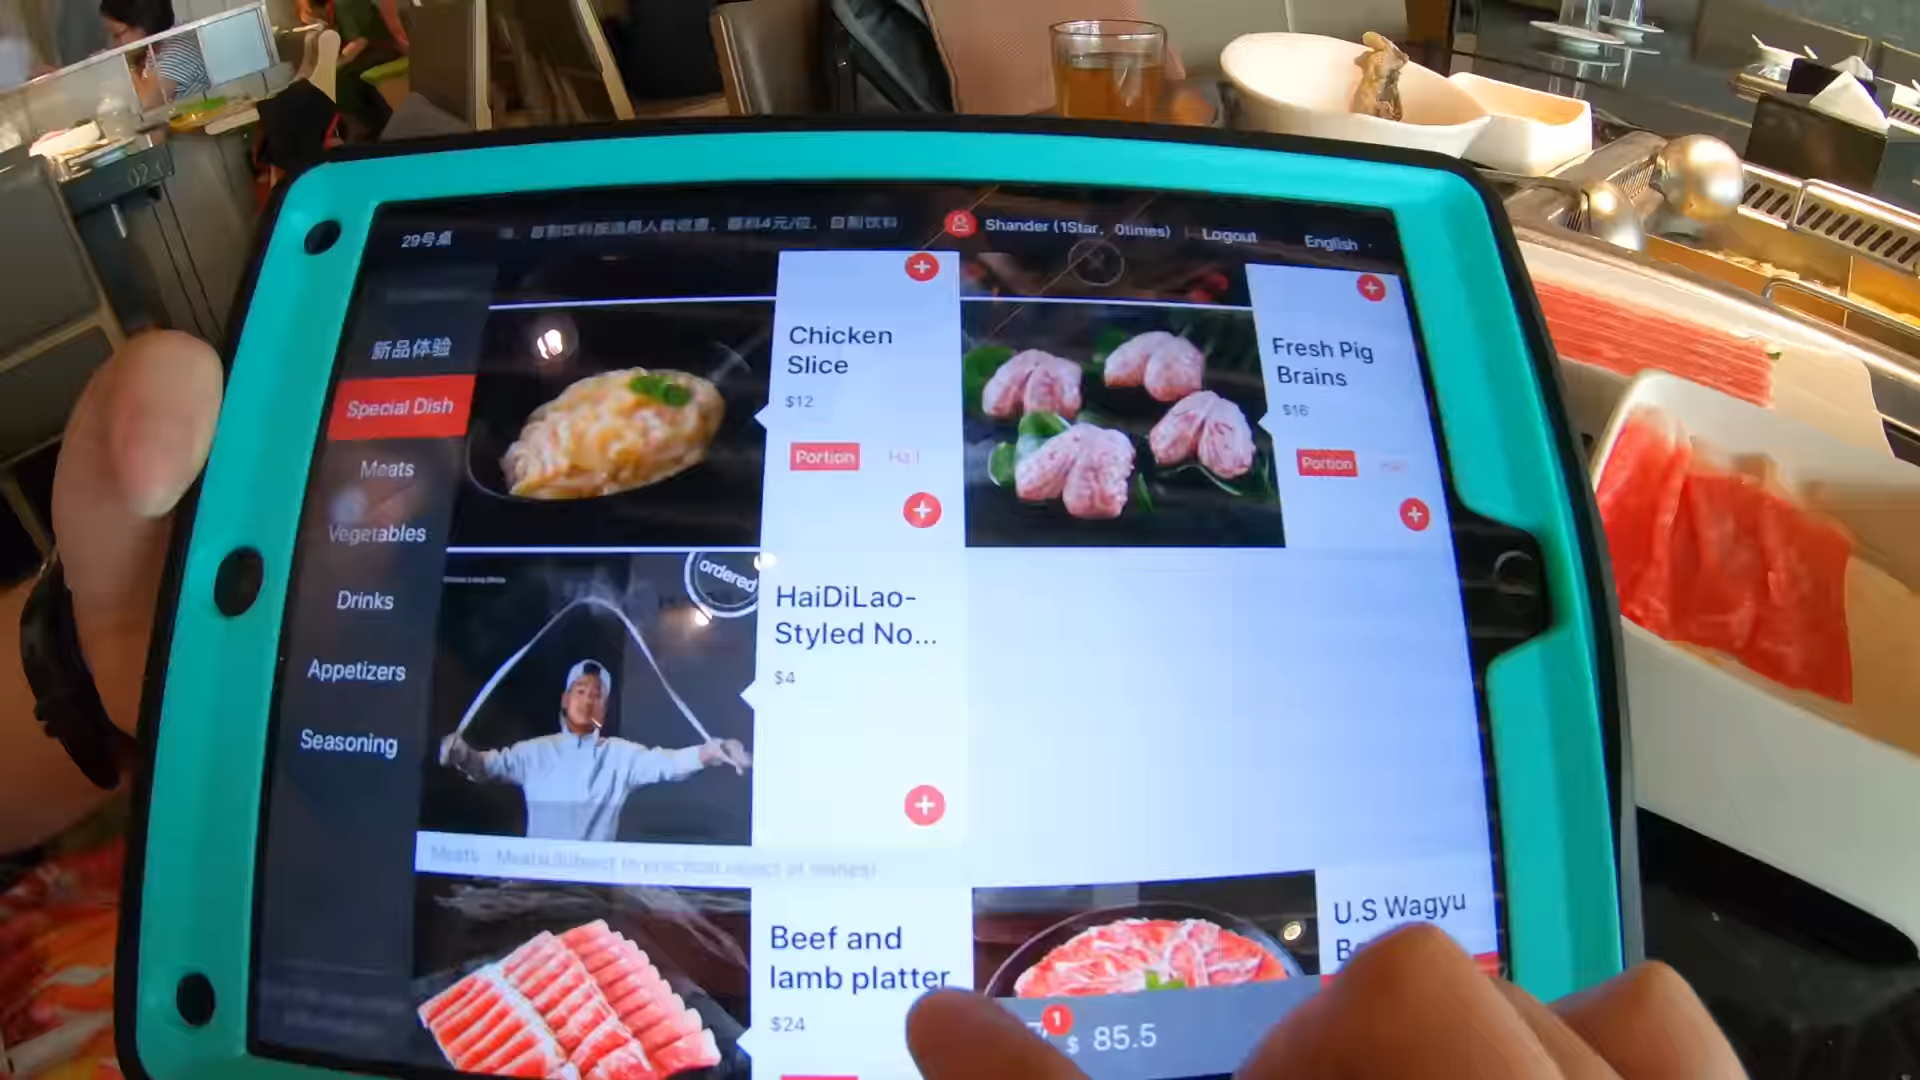 29号桌
Shander (1Star, 0times)
Logout
English
新品体验
Special Dish
Meats
Vegetables
Drinks
Appetizers
Seasoning
Chicken
Slice
$12
Portion
Fresh Pig
Brains
$16
Portion
ordered
HaiDiLao-
Styled No...
$4
Beef and
lamb platter
$24
U.S Wagyu
1
$ 85.5